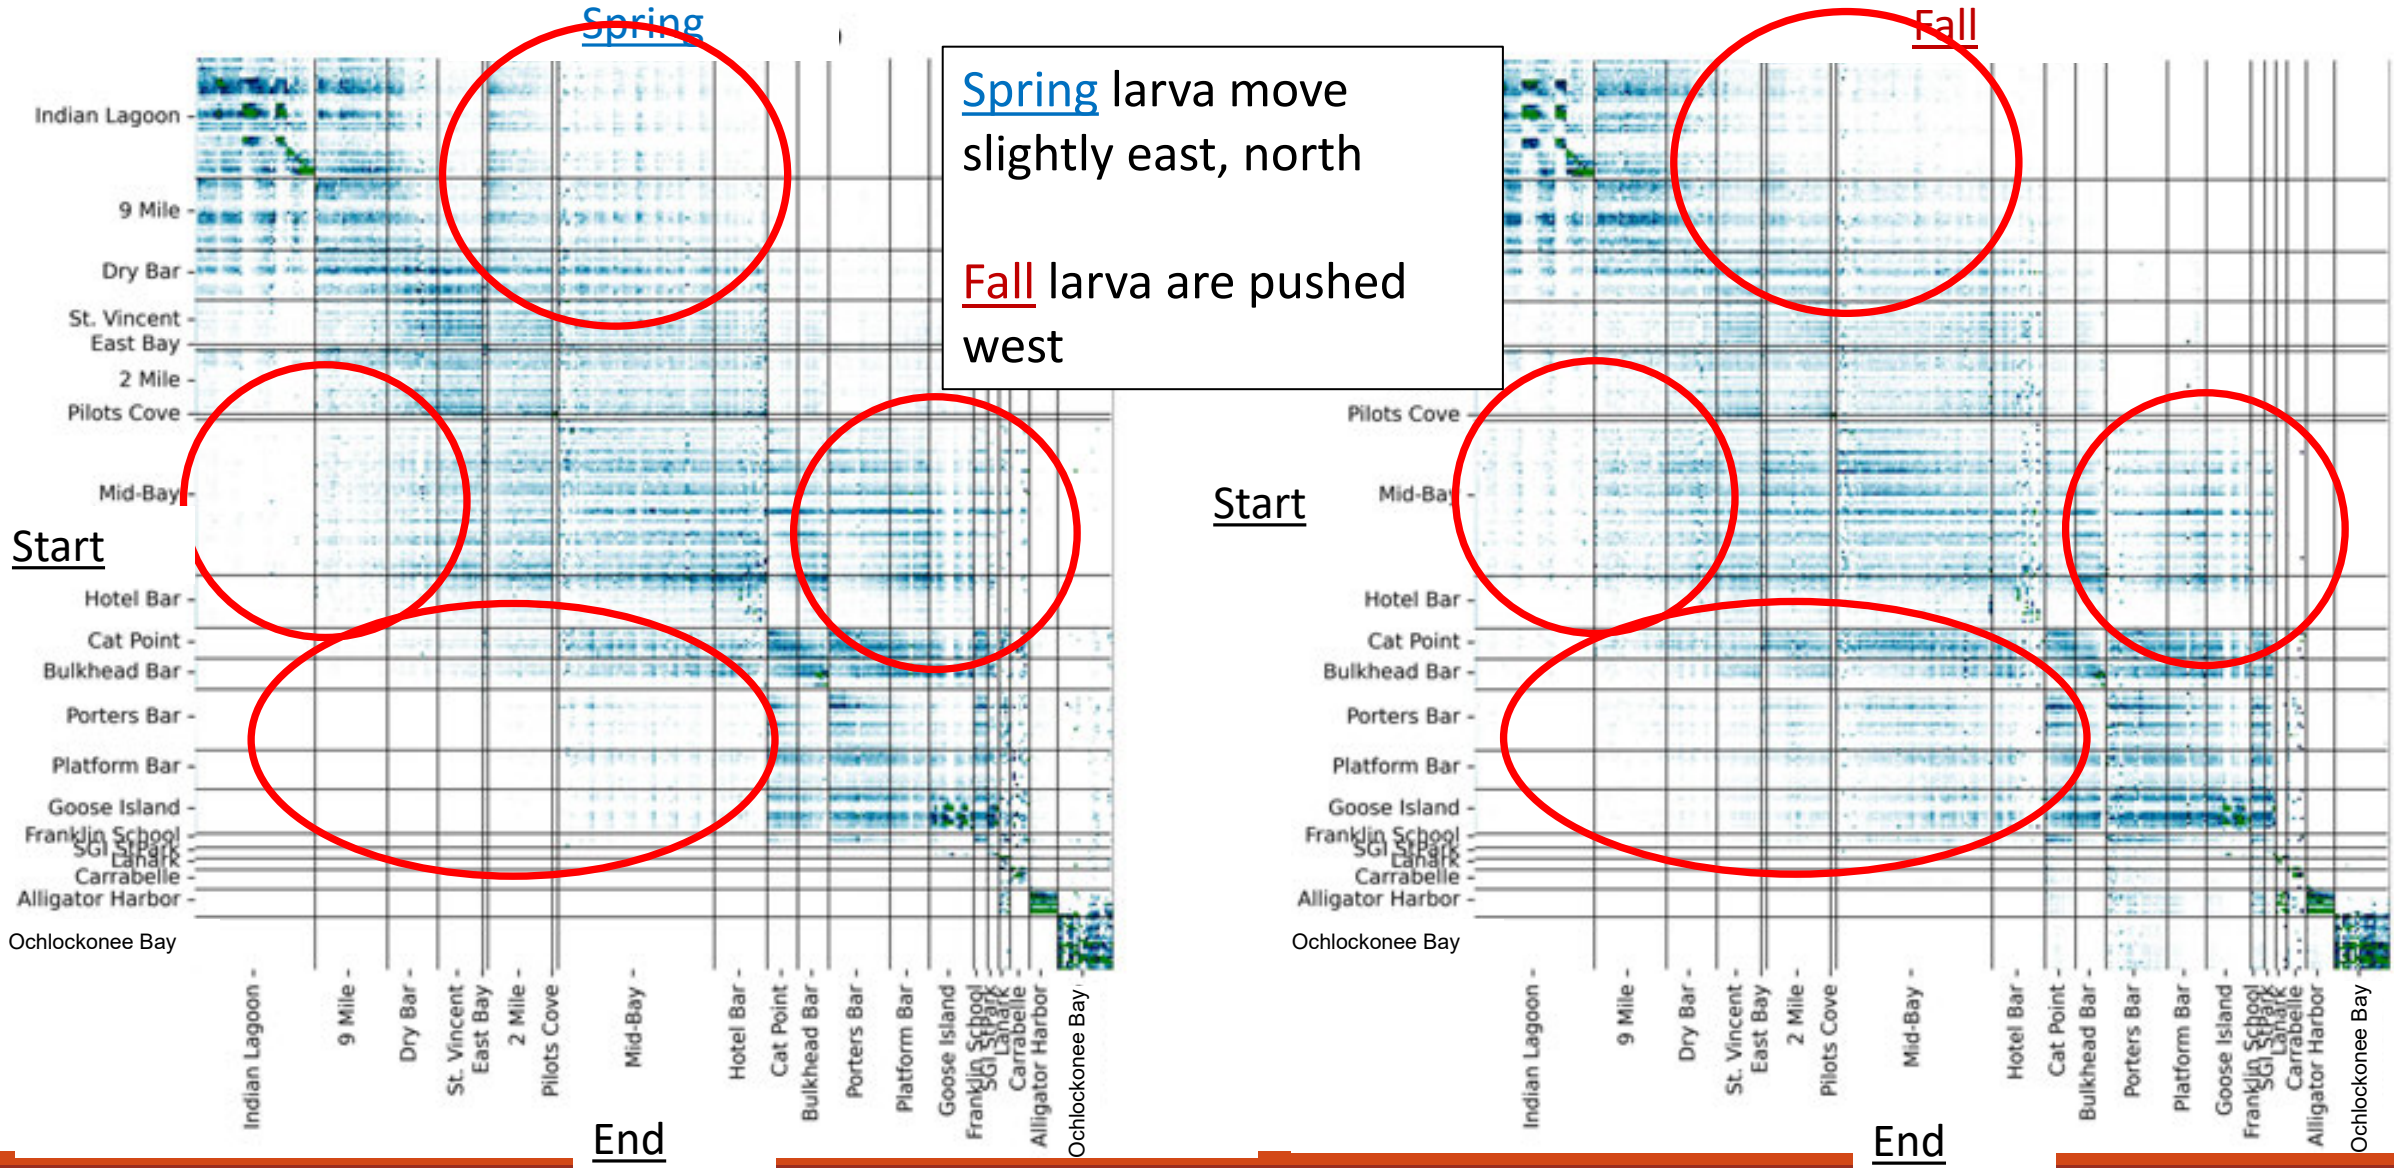 Spring
Fall
Spring larva move
slightly east, north
Fall larva are pushed
west
Indian Lagoon
9 Mile
Dry Bar
St. Vincent
East Bay
2 Mile
Pilots Cove
Mid-Bay
Start
Hotel Bar
Cat Point
Bulkhead Bar
Porters Bar
Platform Bar
Goose Island
Franklin School
SGI StPark
Lanark
Carrabelle
Alligator Harbor
Ochlockonee Bay
Indian Lagoon
9 Mile
Dry Bar
St. Vincent
East Bay
2 Mile
Pilots Cove
Mid-Bay
Hotel Bar
Cat Point
Bulkhead Bar
Porters Bar
Platform Bar
Goose Island
Franklin School
SGI StPark
Lanark
Carrabelle
Alligator Harbor
Ochlockonee Bay
End
Pilots Cove
Mid-Bay
Start
Hotel Bar
Cat Point
Bulkhead Bar
Porters Bar
Platform Bar
Goose Island
Franklin School
SGI StPark
Lanark
Carrabelle
Alligator Harbor
Ochlockonee Bay
Indian Lagoon
9 Mile
Dry Bar
St. Vincent
East Bay
2 Mile
Pilots Cove
Mid-Bay
Hotel Bar
Cat Point
Bulkhead Bar
Porters Bar
Platform Bar
Goose Island
Franklin School
SGI StPark
Lanark
Carrabelle
Alligator Harbor
Ochlockonee Bay
End